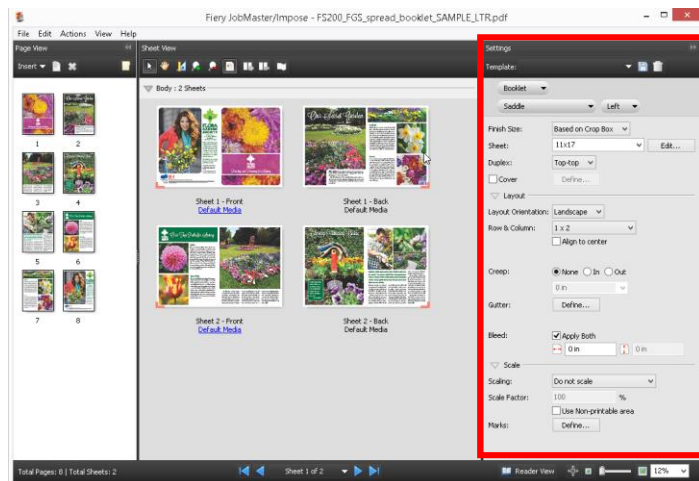 Fiery JobMaster/Impose - FS200_FGS_spread_booklet_SAMPLE_LTR.pdf
File Edit Actions View Help
Page View
Sheet View
Settings
Insert
Template:
Body : 2 Sheets
Booklet
Saddle Left
Finish Size: Based on Crop Box
Sheet: 11x17 Edit...
Duplex: Top-top
Cover Define...
Layout
Layout Orientation: Landscape
Row & Column: 1 x 2
Align to center
Creep: None In Out
0 in
Gutter: Define...
Bleed: Apply Both
0 in 0 in
Scale
Scaling: Do not scale
Scale Factor: 100 %
Use Non-printable area
Marks: Define...
1 2
3 4
5 6
7 8
Our Secret Garden
Sheet 1 - Front
Default Media
Sheet 1 - Back
Default Media
Sheet 2 - Front
Default Media
Sheet 2 - Back
Default Media
Total Pages: 8 | Total Sheets: 2
Sheet 1 of 2
Reader View
12%